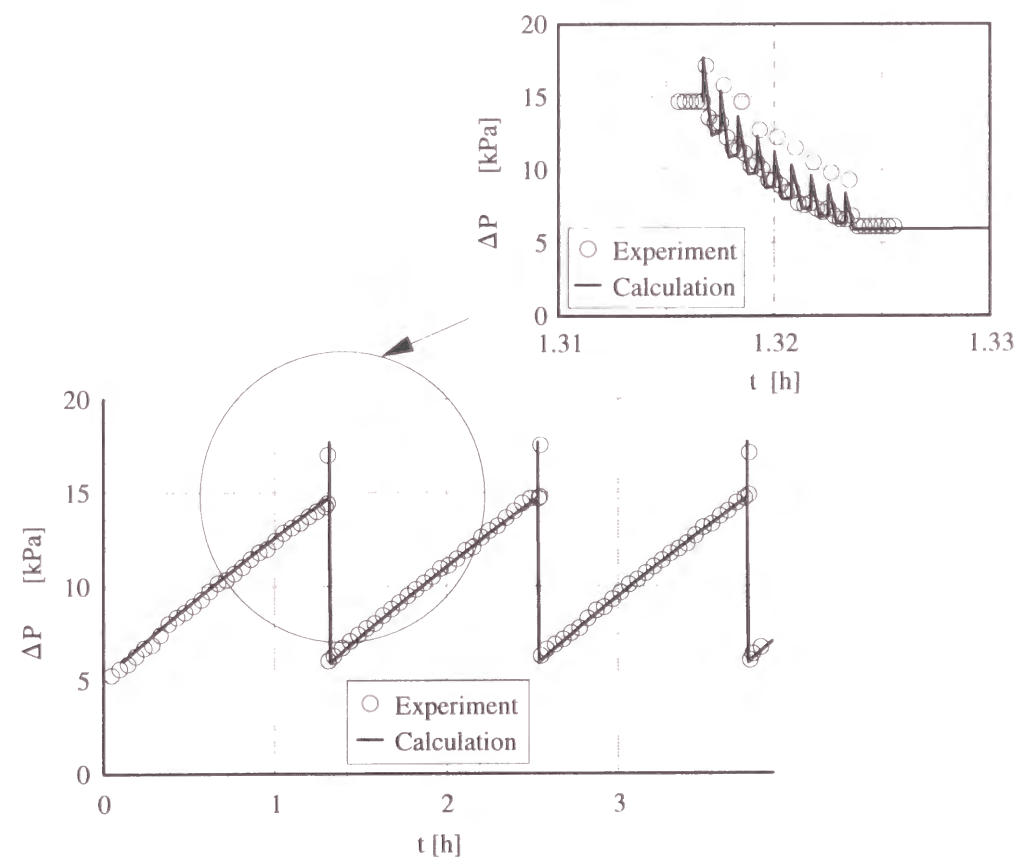 20
15
10
5
0
ΔP [kPa]
Experiment
Calculation
1.31 1.32 1.33
t [h]
20
15
10
5
0
ΔP [kPa]
Experiment
Calculation
0 1 2 3
t [h]